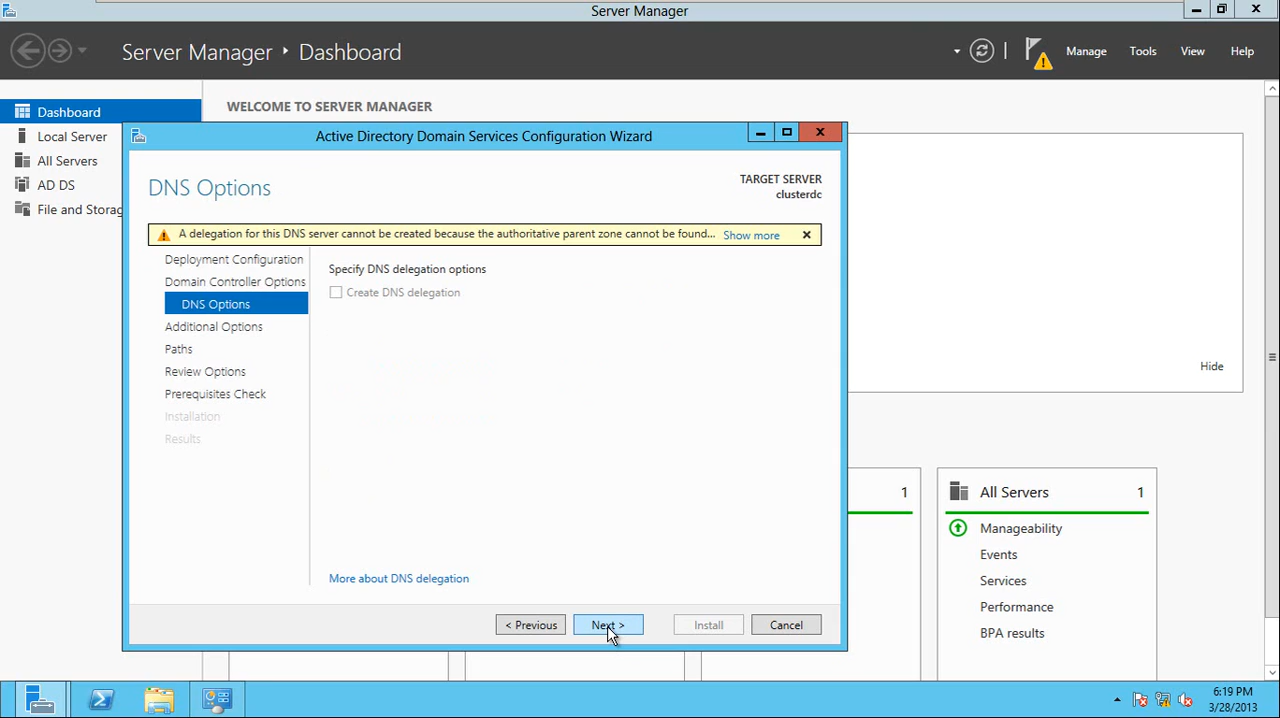 Server Manager
Server Manager ‣ Dashboard
Manage
Tools
View
Help
Dashboard
Local Server
All Servers
AD DS
File and Storag
WELCOME TO SERVER MANAGER
Active Directory Domain Services Configuration Wizard
DNS Options
TARGET SERVER
clusterdc
A delegation for this DNS server cannot be created because the authoritative parent zone cannot be found... Show more
Deployment Configuration
Domain Controller Options
DNS Options
Additional Options
Paths
Review Options
Prerequisites Check
Installation
Results
Specify DNS delegation options
Create DNS delegation
More about DNS delegation
< Previous
Next >
Install
Cancel
Hide
1
All Servers 1
Manageability
Events
Services
Performance
BPA results
6:19 PM
3/28/2013